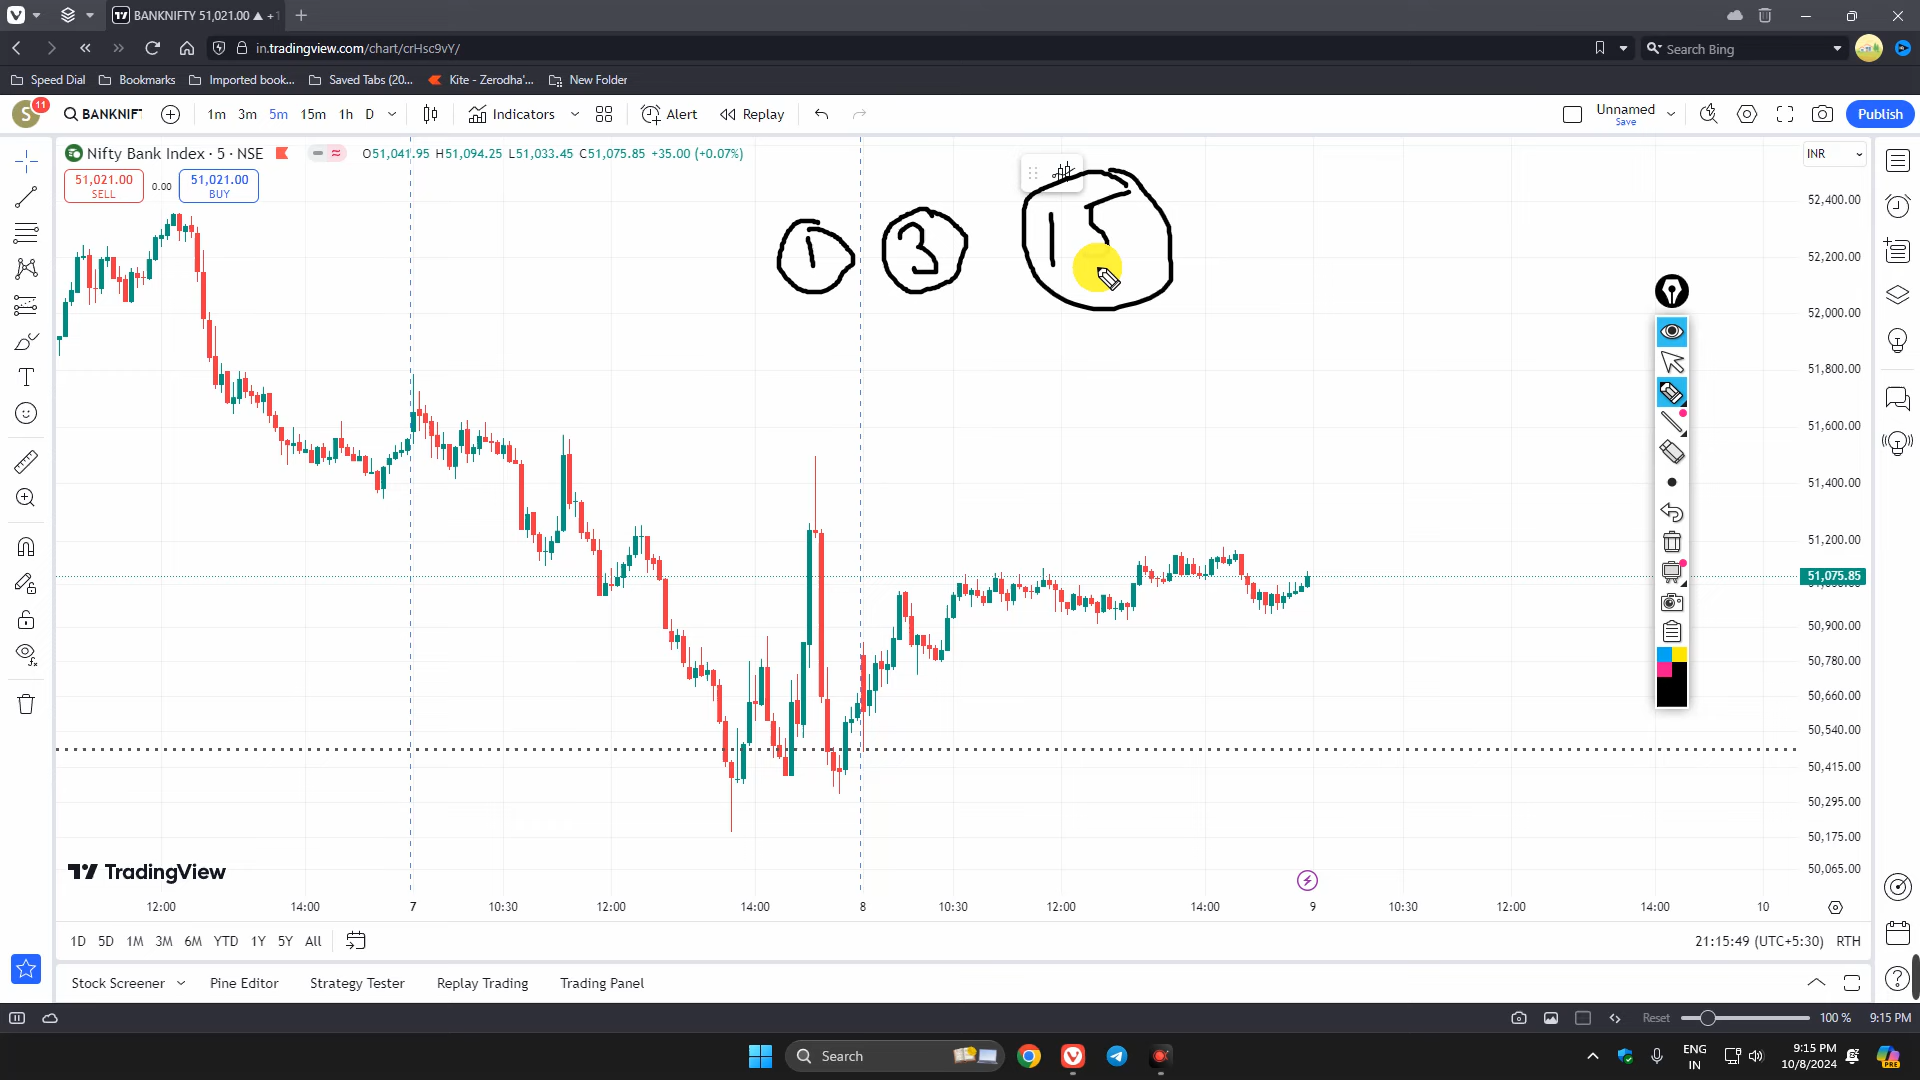 BANKNIFTY 51,021.00 ▲ +1
in.tradingview.com/chart/crHsc9vY/
Search Bing
Speed Dial
Bookmarks
Imported book...
Saved Tabs (20...
Kite - Zerodha'...
New Folder
S
11
BANKNIFT
1m 3m 5m 15m 1h D
Indicators
Alert
Replay
Unnamed
Save
Publish
Nifty Bank Index · 5 · NSE
O51,041.95 H51,094.25 L51,033.45 C51,075.85 +35.00 (+0.07%)
INR
51,021.00
SELL
0.00
51,021.00
BUY
1
3
15
52,400.00
52,200.00
52,000.00
51,800.00
51,600.00
51,400.00
51,200.00
51,075.85
50,900.00
50,780.00
50,660.00
50,540.00
50,415.00
50,295.00
50,175.00
50,065.00
TradingView
12:00 14:00 7 10:30 12:00 14:00 8 10:30 12:00 14:00 9 10:30 12:00 14:00 10
1D 5D 1M 3M 6M YTD 1Y 5Y All
21:15:49 (UTC+5:30) RTH
Stock Screener
Pine Editor
Strategy Tester
Replay Trading
Trading Panel
Reset
100 %
9:15 PM
Search
ENG
IN
9:15 PM
10/8/2024
PRE